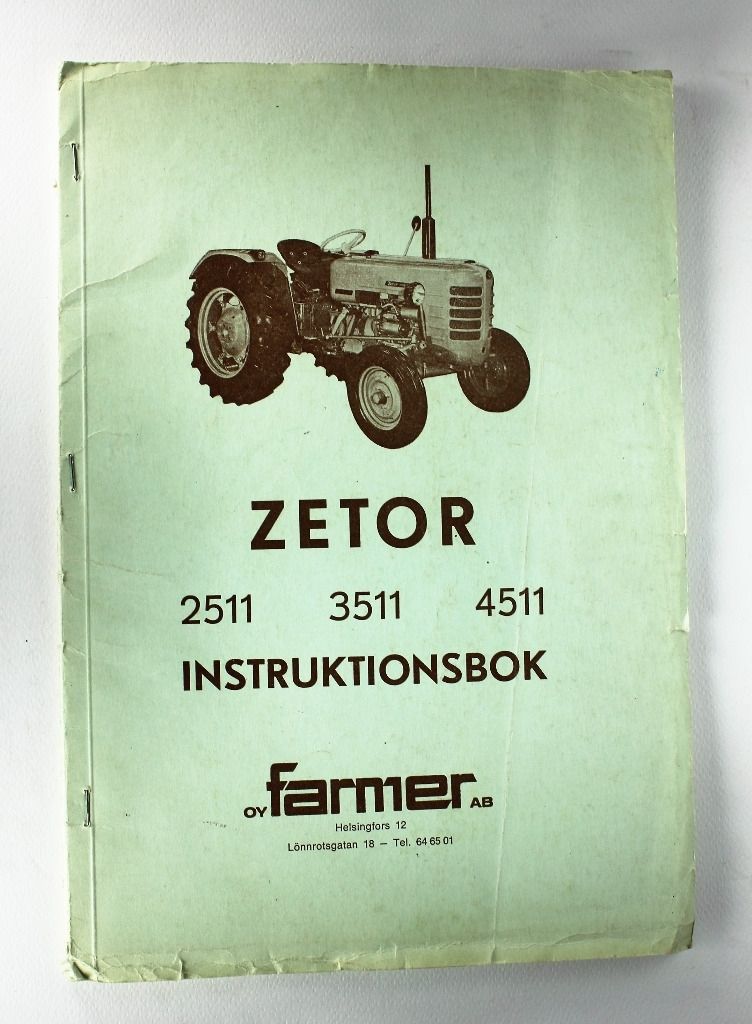 ZETOR
2511 3511 4511
INSTRUKTIONSBOK
OY farmer AB
Helsingfors 12
Lönnrotsgatan 18 — Tel. 64 65 01